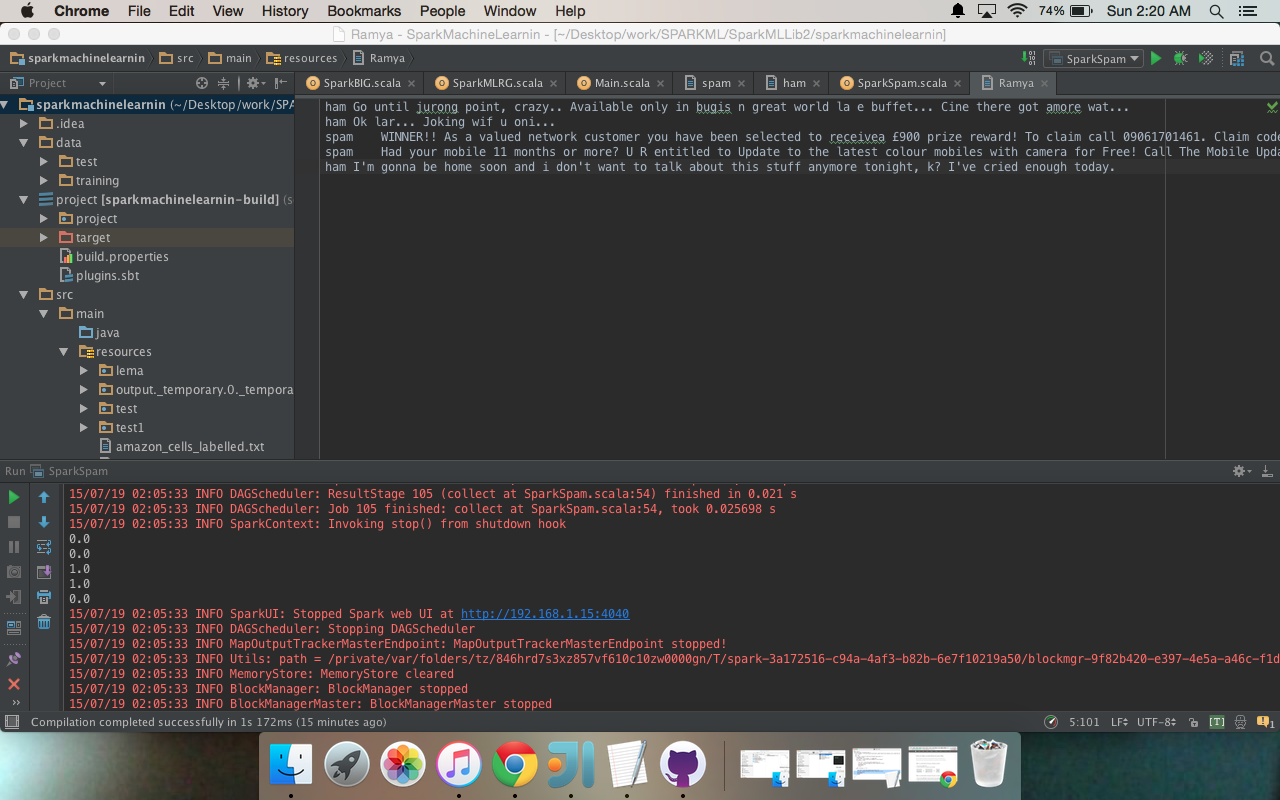 Chrome File Edit View History Bookmarks People Window Help 74% Sun 2:20 AM
Ramya - SparkMachineLearnin - [~/Desktop/work/SPARKML/SparkMLLib2/sparkmachinelearnin]
sparkmachinelearnin src main resources Ramya SparkSpam
Project SparkBIG.scala SparkMLRG.scala Main.scala spam ham SparkSpam.scala Ramya
sparkmachinelearnin (~/Desktop/work/SPA
.idea
data
test
training
project [sparkmachinelearnin-build] (s
project
target
build.properties
plugins.sbt
src
main
java
resources
lema
output._temporary.0._tempora
test
test1
amazon_cells_labelled.txt
ham Go until jurong point, crazy.. Available only in bugis n great world la e buffet... Cine there got amore wat...
ham Ok lar... Joking wif u oni...
spam WINNER!! As a valued network customer you have been selected to receivea £900 prize reward! To claim call 09061701461. Claim code
spam Had your mobile 11 months or more? U R entitled to Update to the latest colour mobiles with camera for Free! Call The Mobile Upda
ham I'm gonna be home soon and i don't want to talk about this stuff anymore tonight, k? I've cried enough today.
Run SparkSpam
15/07/19 02:05:33 INFO DAGScheduler: ResultStage 105 (collect at SparkSpam.scala:54) finished in 0.021 s
15/07/19 02:05:33 INFO DAGScheduler: Job 105 finished: collect at SparkSpam.scala:54, took 0.025698 s
15/07/19 02:05:33 INFO SparkContext: Invoking stop() from shutdown hook
0.0
0.0
1.0
1.0
0.0
15/07/19 02:05:33 INFO SparkUI: Stopped Spark web UI at http://192.168.1.15:4040
15/07/19 02:05:33 INFO DAGScheduler: Stopping DAGScheduler
15/07/19 02:05:33 INFO MapOutputTrackerMasterEndpoint: MapOutputTrackerMasterEndpoint stopped!
15/07/19 02:05:33 INFO Utils: path = /private/var/folders/tz/846hrd7s3xz857vf610c10zw0000gn/T/spark-3a172516-c94a-4af3-b82b-6e7f10219a50/blockmgr-9f82b420-e397-4e5a-a46c-f1d
15/07/19 02:05:33 INFO MemoryStore: MemoryStore cleared
15/07/19 02:05:33 INFO BlockManager: BlockManager stopped
15/07/19 02:05:33 INFO BlockManagerMaster: BlockManagerMaster stopped
Compilation completed successfully in 1s 172ms (15 minutes ago) 5:101 LF UTF-8 [T] 1